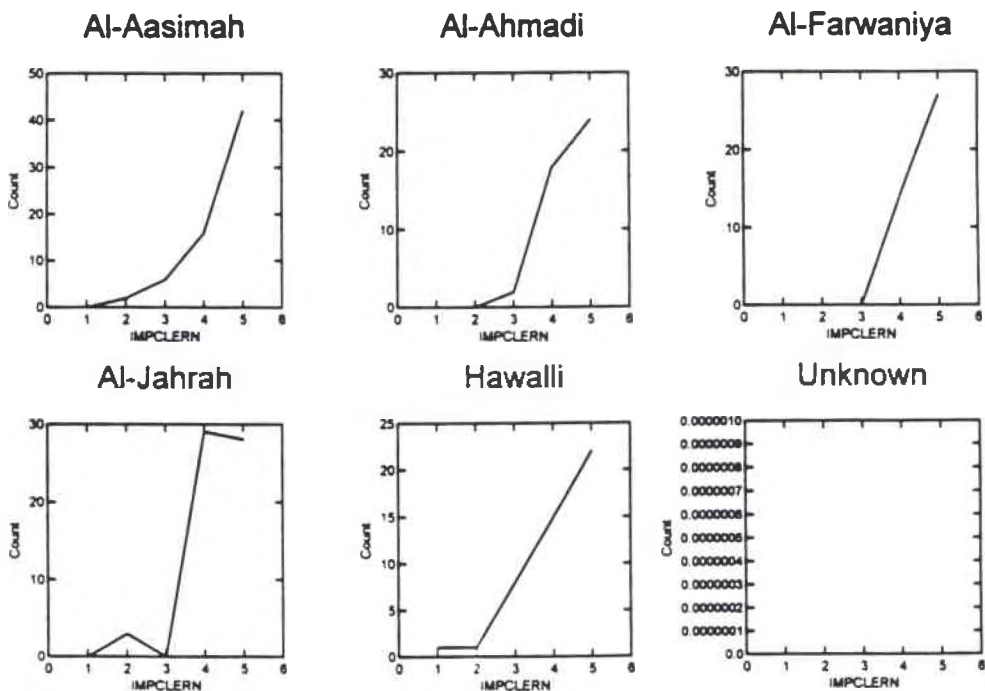 Al-Aasimah
50
40
30
20
10
0
Count
0 1 2 3 4 5 6
IMPCLERN
Al-Ahmadi
30
20
10
0
Count
0 1 2 3 4 5 6
IMPCLERN
Al-Farwaniya
30
20
10
0
Count
0 1 2 3 4 5 6
IMPCLERN
Al-Jahrah
30
20
10
0
Count
0 1 2 3 4 5 6
IMPCLERN
Hawalli
25
20
15
10
5
0
Count
0 1 2 3 4 5 6
IMPCLERN
Unknown
0.0000010
0.0000009
0.0000008
0.0000007
0.0000006
0.0000005
0.0000004
0.0000003
0.0000002
0.0000001
0.0
Count
0 1 2 3 4 5 6
IMPCLERN